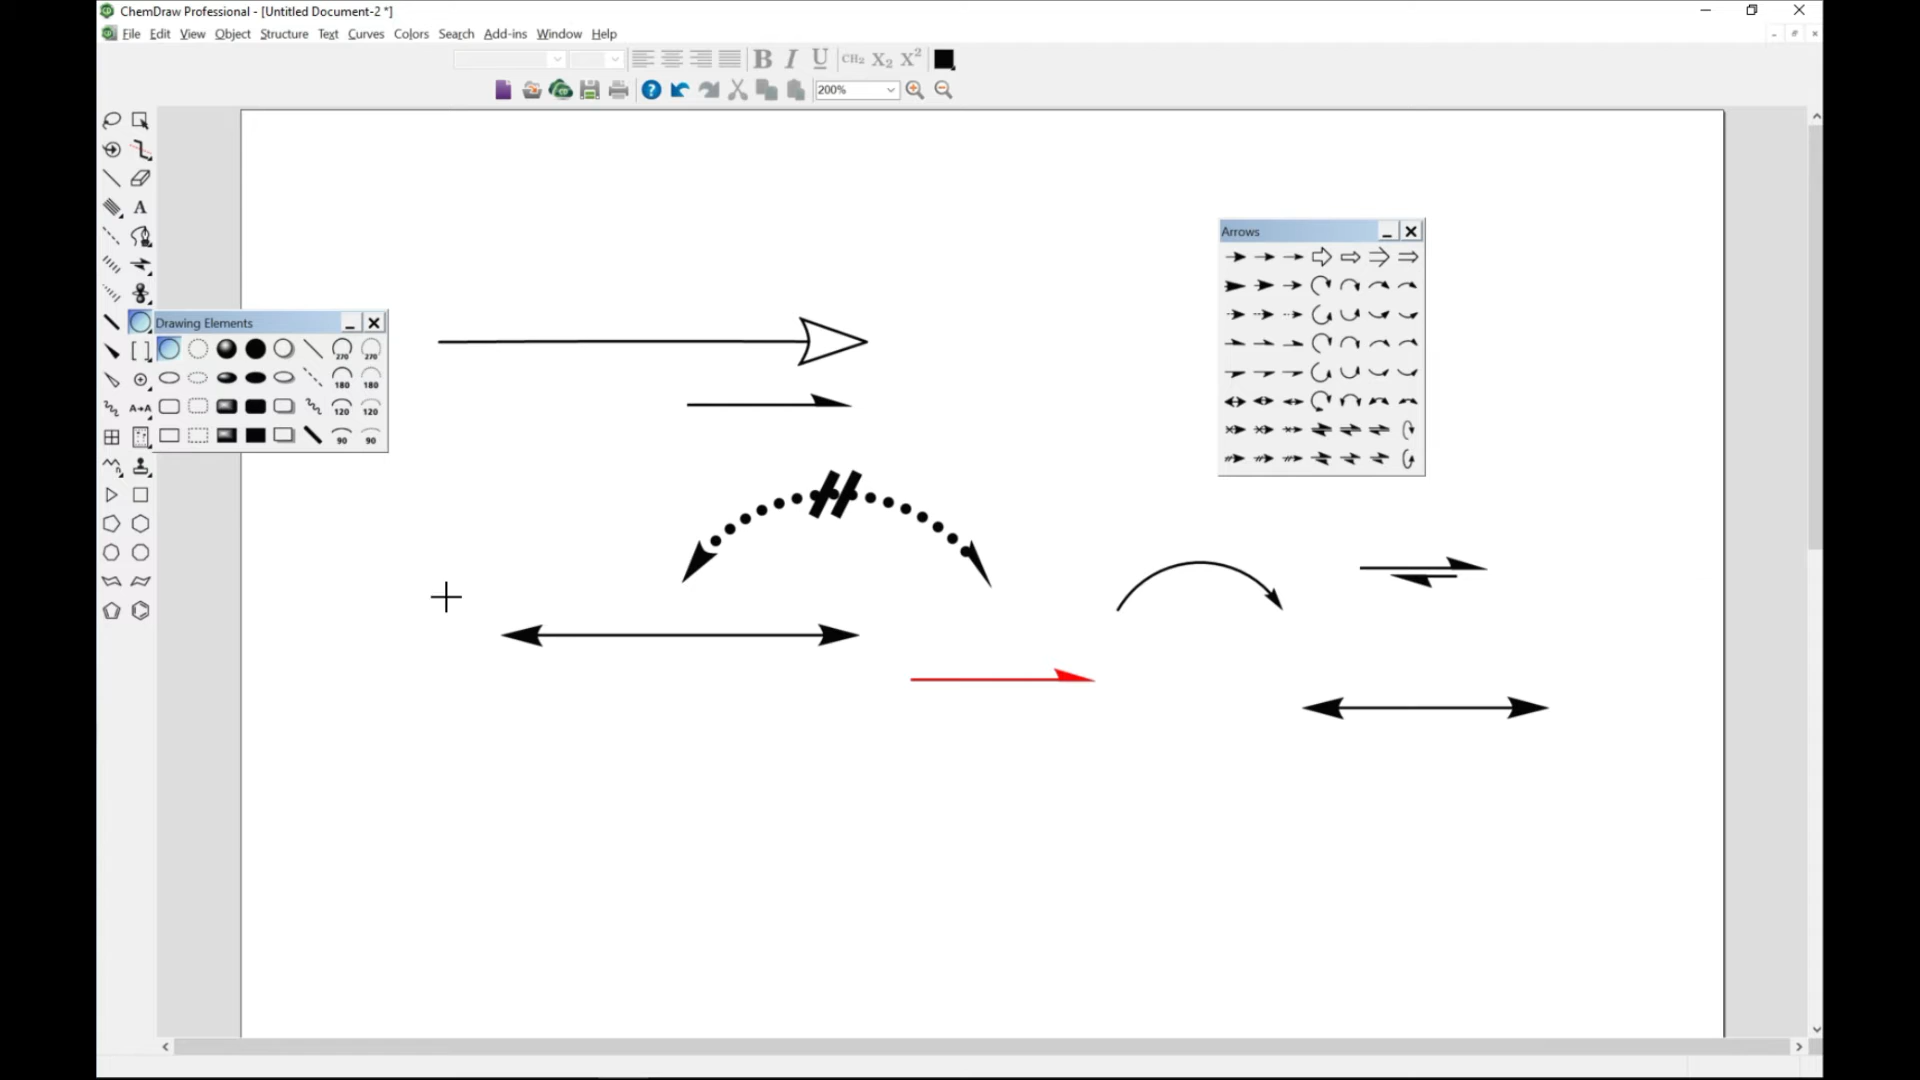 ChemDraw Professional - [Untitled Document-2 *]
File Edit View Object Structure Text Curves Colors Search Add-ins Window Help
B I U CH2 X2 X2
200%
A
Arrows
Drawing Elements
270 270
180 180
A→A 120 120
90 90